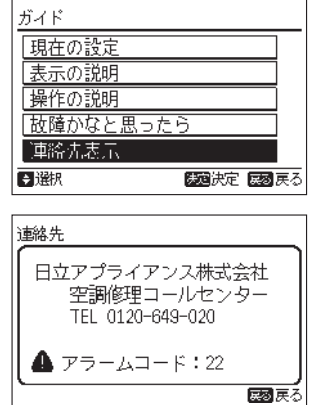 ガイド
現在の設定
表示の説明
操作の説明
故障かなと思ったら
連絡先表示
選択 決定決定 戻る戻る
連絡先
日立アプライアンス株式会社
空調修理コールセンター
TEL 0120-649-020
アラームコード：22
戻る戻る